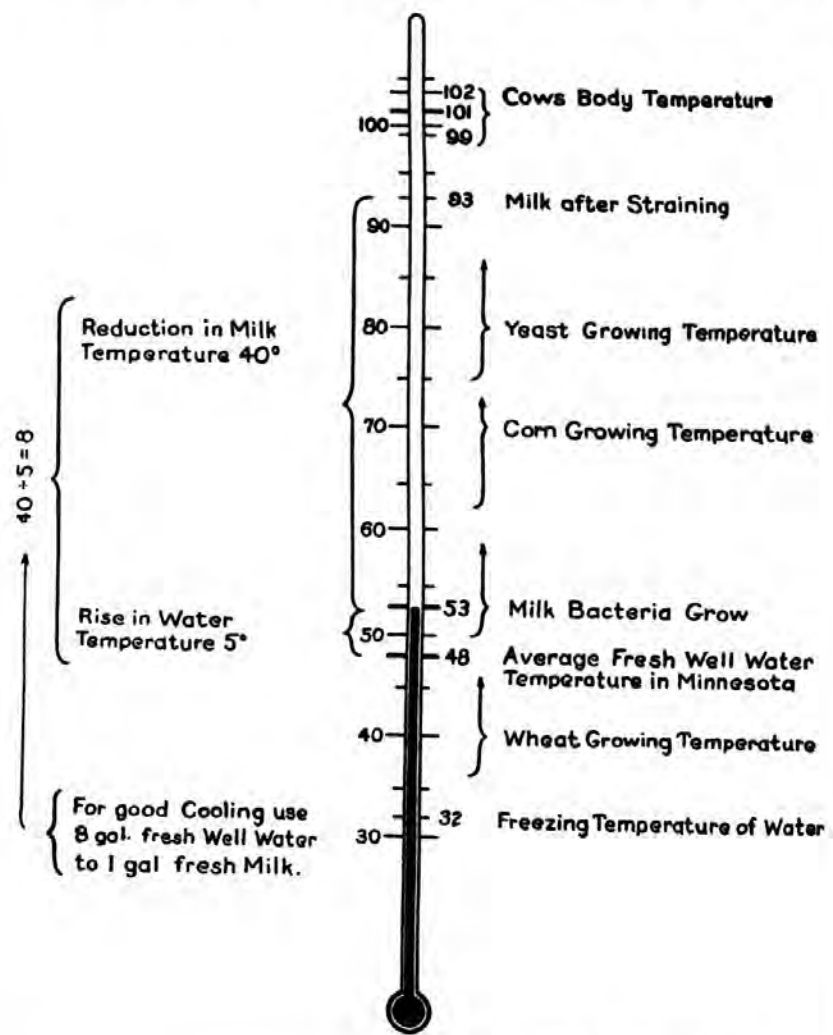 102
101
100
99
Cows Body Temperature
93
Milk after Straining
90
80
Yeast Growing Temperature
70
Corn Growing Temperature
60
53
Milk Bacteria Grow
50
48
Average Fresh Well Water
Temperature in Minnesota
40
Wheat Growing Temperature
32
Freezing Temperature of Water
30
Reduction in Milk
Temperature 40°
Rise in Water
Temperature 5°
40 ÷ 5 = 8
For good Cooling use
8 gal. fresh Well Water
to 1 gal fresh Milk.